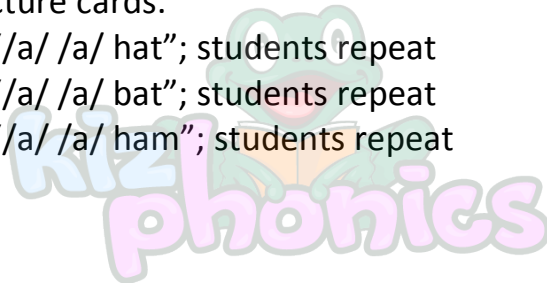 cture cards.
/a/ /a/ hat”; students repeat
/a/ /a/ bat”; students repeat
/a/ /a/ ham”; students repeat
kiz
phonics